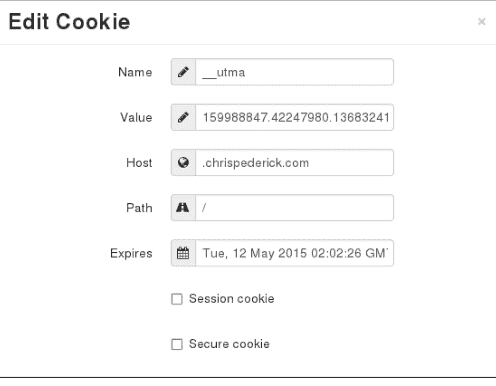 Edit Cookie ×
Name __utma
Value 159988847.42247980.13683241
Host .chrispederick.com
Path /
Expires Tue, 12 May 2015 02:02:26 GM
Session cookie
Secure cookie